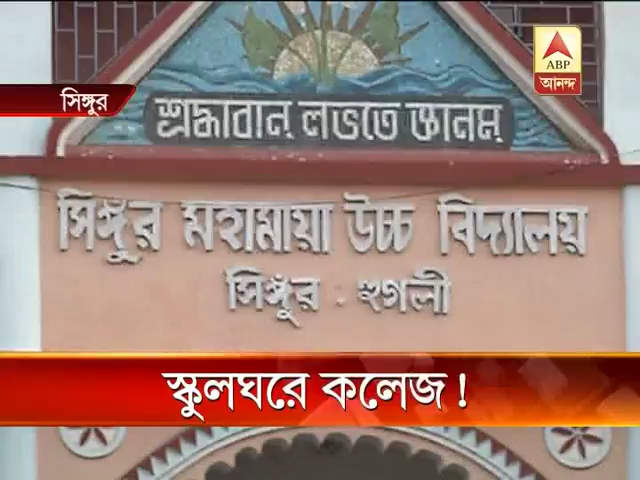 সিঙ্গুর
ABP
আনন্দ
শ্রদ্ধাবান্ লভতে জ্ঞানম্
সিঙ্গুর মহামায়া উচ্চ বিদ্যালয়
সিঙ্গুর : হুগলী
স্কুলঘরে কলেজ !